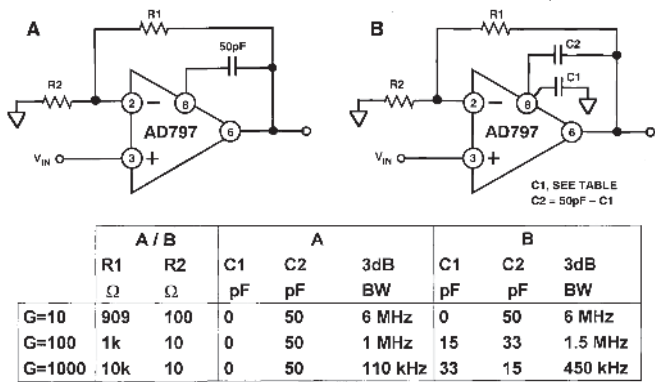 A
R1
50pF
R2
2
8
AD797
6
3
VIN
B
R1
C2
C1
R2
2
8
AD797
6
3
VIN
C1, SEE TABLE
C2 = 50pF – C1
A / B A B
R1 R2 C1 C2 3dB C1 C2 3dB
Ω Ω pF pF BW pF pF BW
G=10 909 100 0 50 6 MHz 0 50 6 MHz
G=100 1k 10 0 50 1 MHz 15 33 1.5 MHz
G=1000 10k 10 0 50 110 kHz 33 15 450 kHz